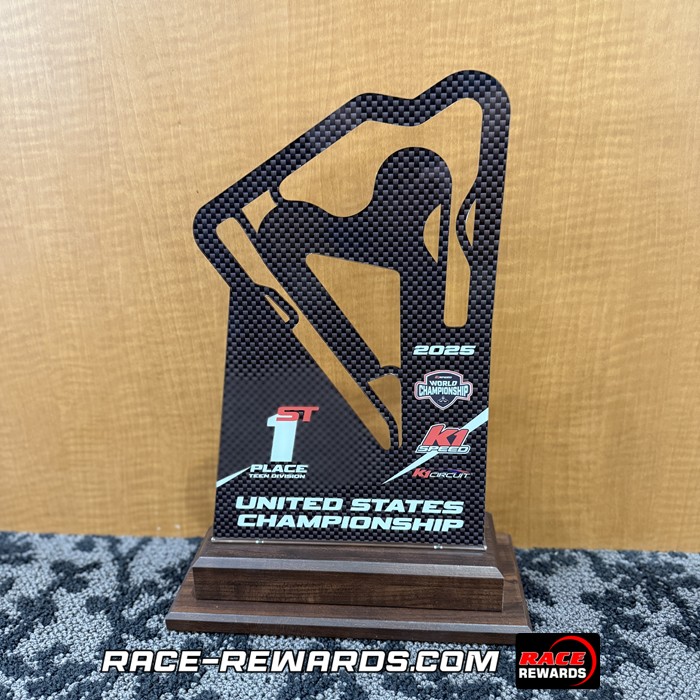 2025
WORLD
CHAMPIONSHIP
1ST
PLACE
TEEN DIVISION
K1
SPEED
K1 CIRCUIT
UNITED STATES
CHAMPIONSHIP
RACE-REWARDS.COM
RACE
REWARDS